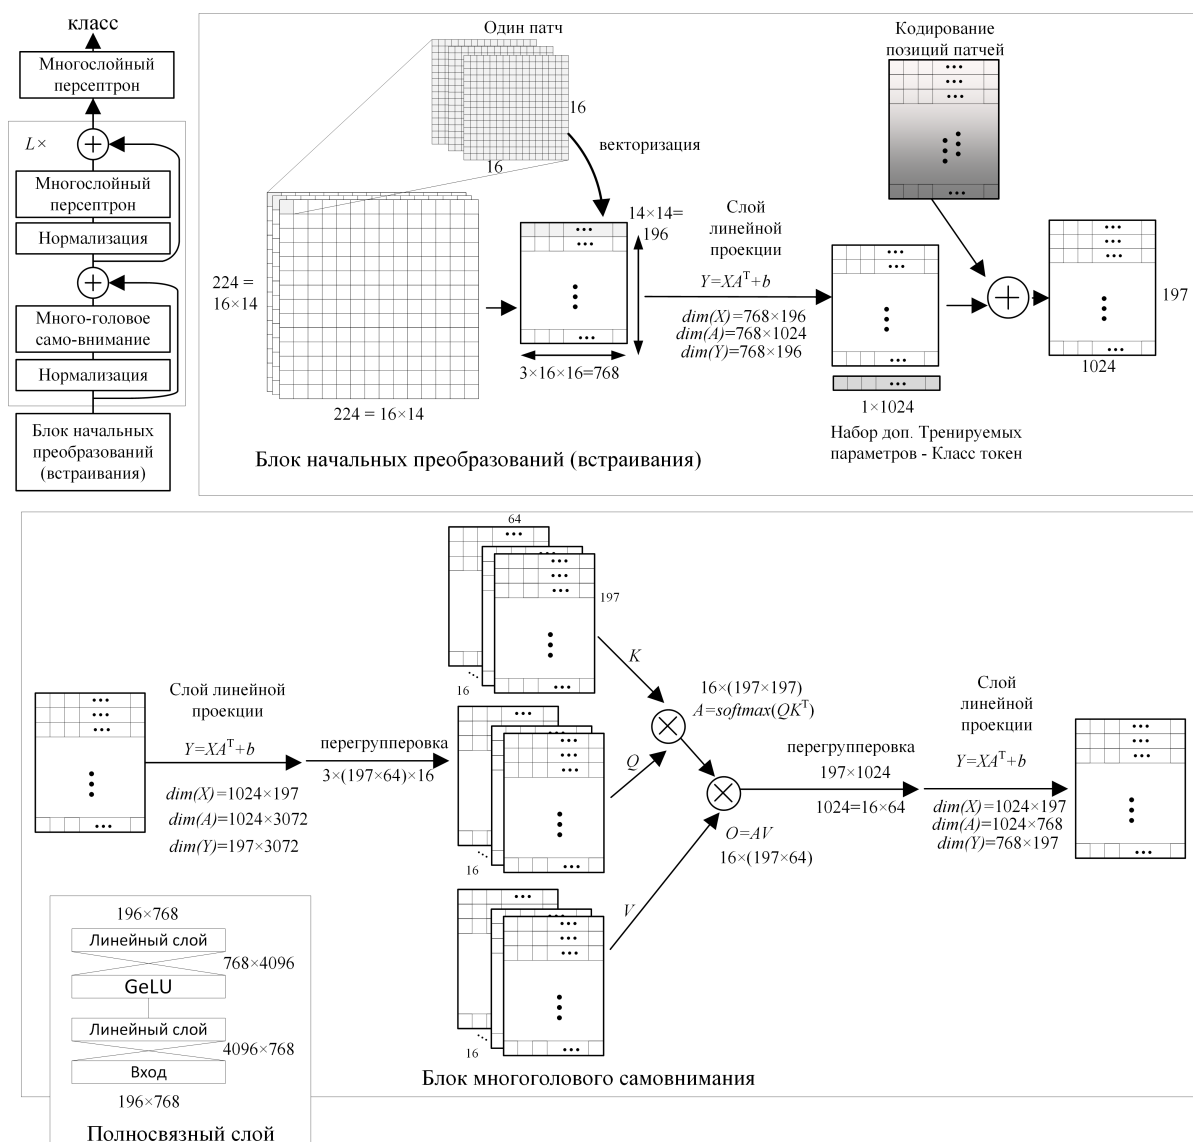 класс
Многослойный
персептрон
L×
Многослойный
персептрон
Нормализация
Много-головое
само-внимание
Нормализация
Блок начальных
преобразований
(встраивания)
Один патч
16
16
векторизация
224 =
16×14
224 = 16×14
14×14=
196
3×16×16=768
Слой
линейной
проекции
Y=XAᵀ+b
dim(X)=768×196
dim(A)=768×1024
dim(Y)=768×196
Кодирование
позиций патчей
1×1024
Набор доп. Тренируемых
параметров - Класс токен
197
1024
Блок начальных преобразований (встраивания)
Слой линейной
проекции
Y=XAᵀ+b
dim(X)=1024×197
dim(A)=1024×3072
dim(Y)=197×3072
перегрупперовка
3×(197×64)×16
64
197
16
16
16
K
Q
V
16×(197×197)
A=softmax(QKᵀ)
O=AV
16×(197×64)
перегрупперовка
197×1024
1024=16×64
Слой
линейной
проекции
Y=XAᵀ+b
dim(X)=1024×197
dim(A)=1024×768
dim(Y)=768×197
Блок многоголового самовнимания
196×768
Линейный слой
768×4096
GeLU
Линейный слой
4096×768
Вход
196×768
Полносвязный слой